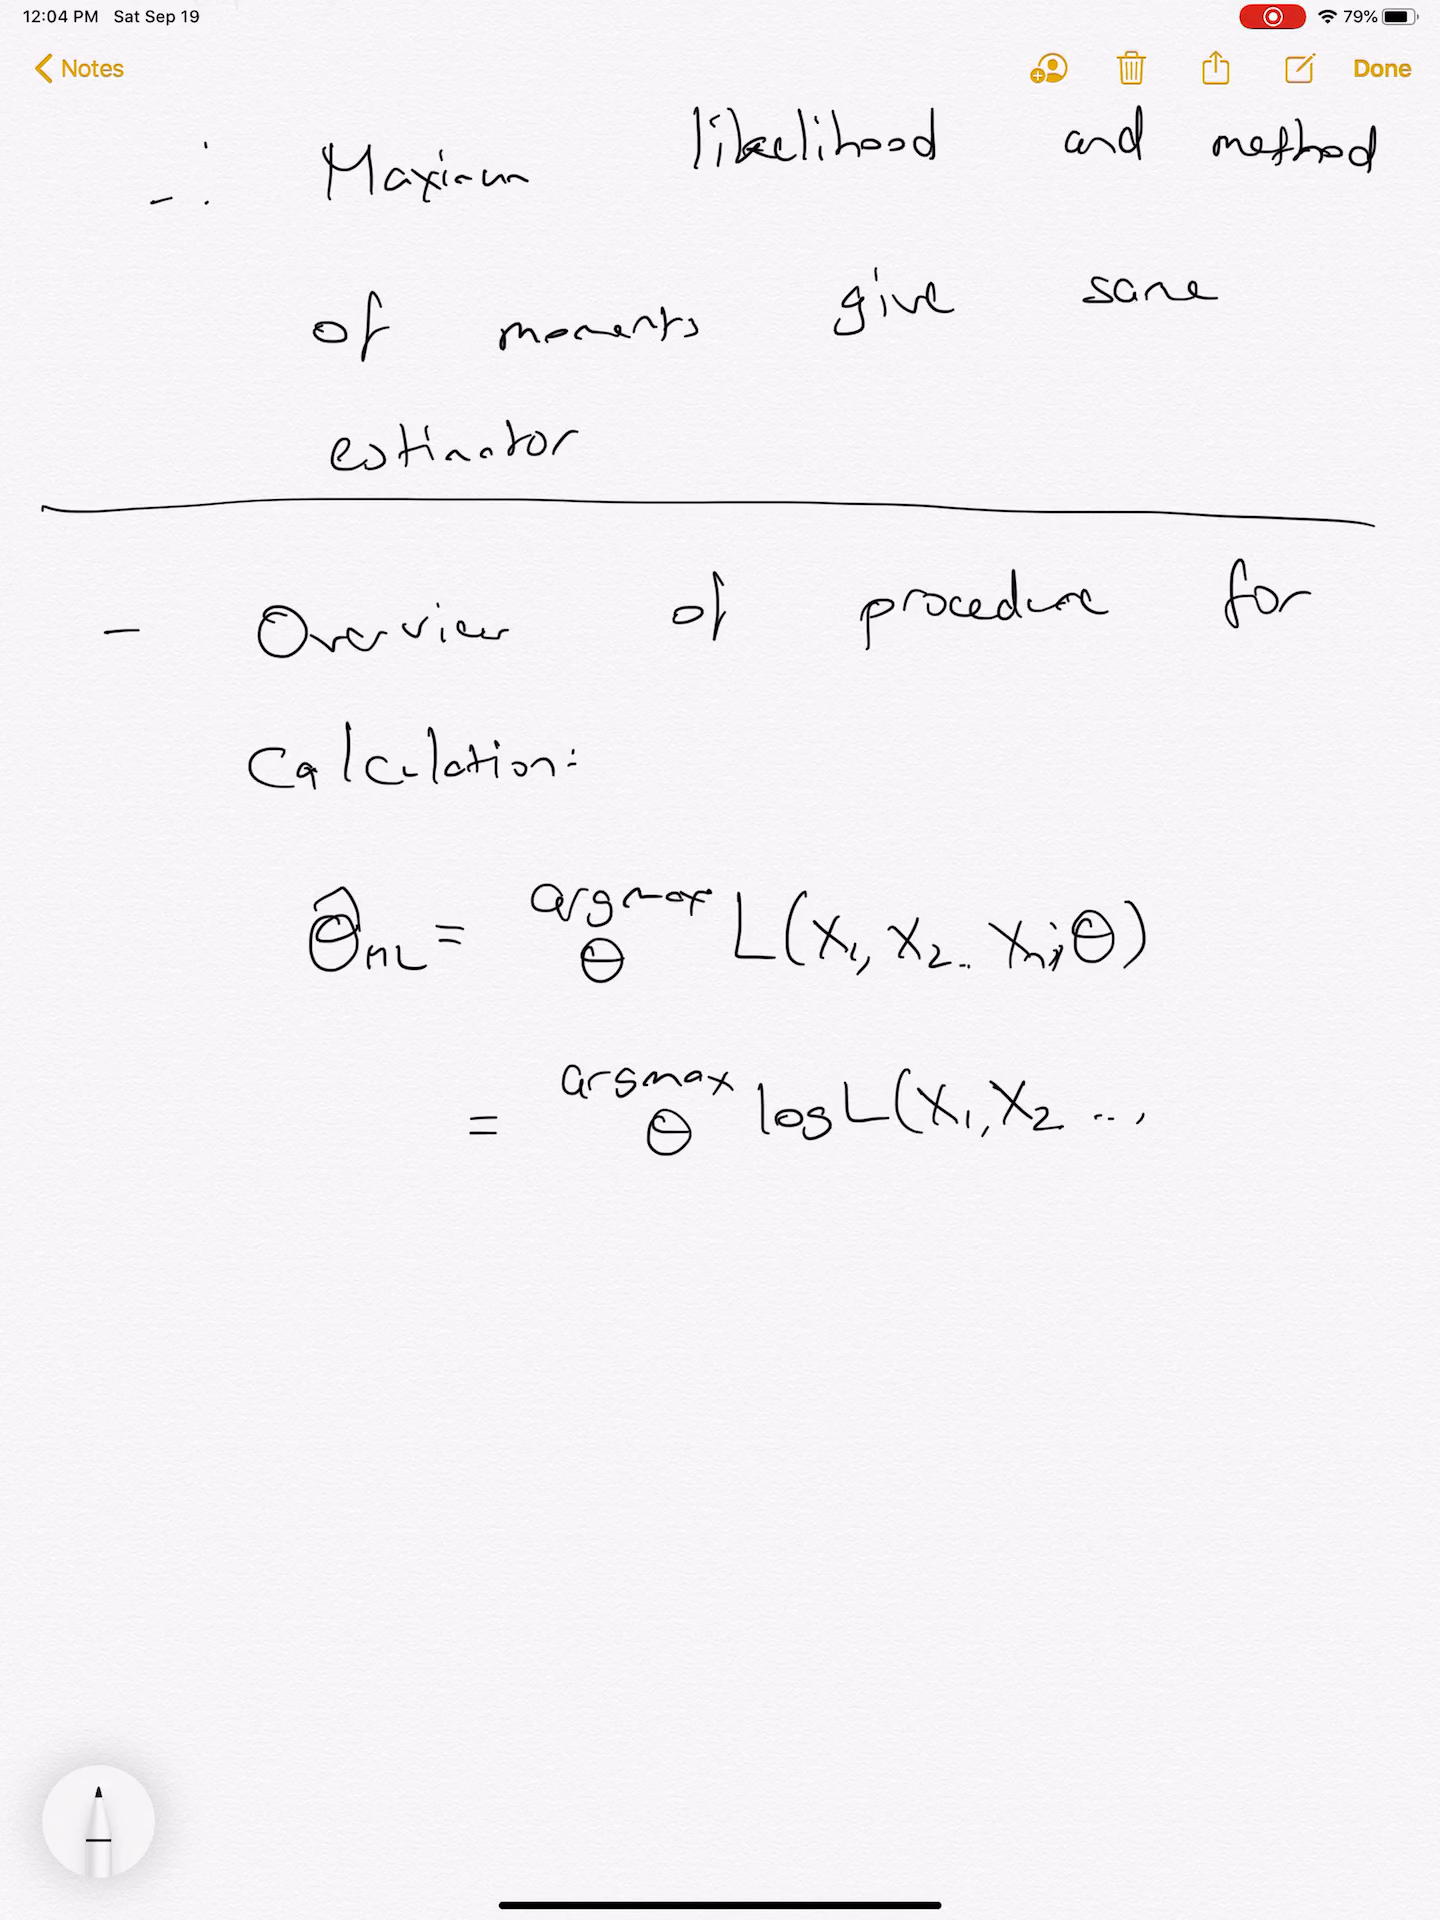 12:04 PM Sat Sep 19 79%
Notes Done
∴ Maximum likelihood and method
of moments give same
estimator
- Overview of procedure for
Calculation:
θ̂ML = argmax θ L(X1, X2.. Xn; θ)
= argmax θ log L(X1, X2 ...,